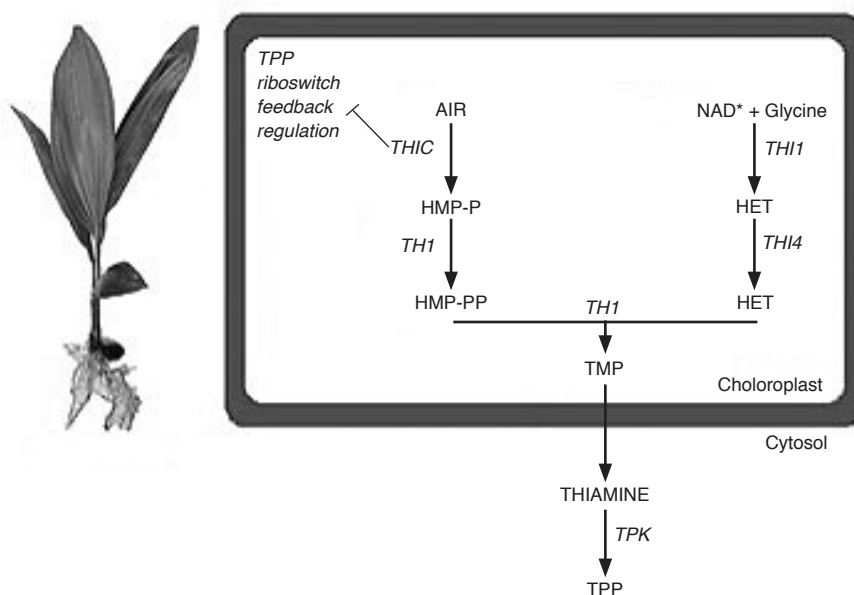 TPP
riboswitch
feedback
regulation
THIC
AIR
HMP-P
TH1
HMP-PP
NAD* + Glycine
THI1
HET
THI4
HET
TH1
TMP
Choloroplast
Cytosol
THIAMINE
TPK
TPP